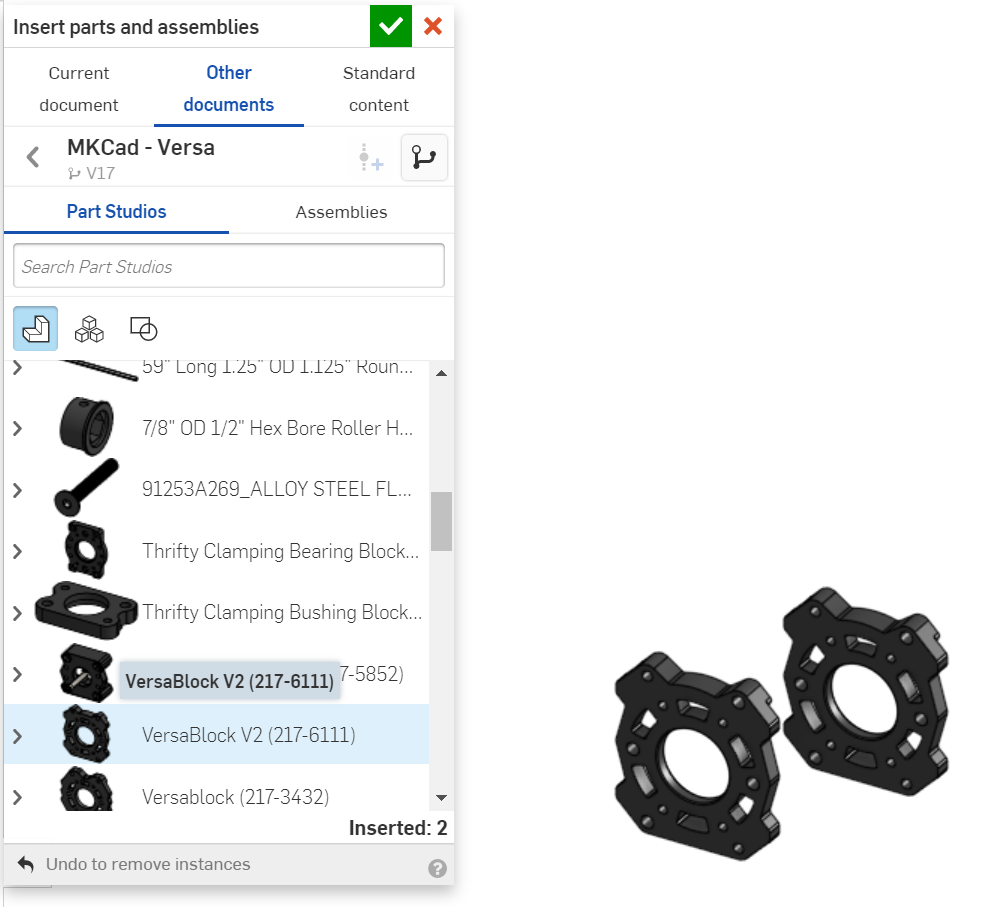 Insert parts and assemblies
Current
document
Other
documents
Standard
content
MKCad - Versa
V17
Part Studios
Assemblies
Search Part Studios
59" Long 1.25" OD 1.125" Roun...
7/8" OD 1/2" Hex Bore Roller H...
91253A269_ALLOY STEEL FL...
Thrifty Clamping Bearing Block...
Thrifty Clamping Bushing Block...
7-5852)
VersaBlock V2 (217-6111)
VersaBlock V2 (217-6111)
Versablock (217-3432)
Inserted: 2
Undo to remove instances
?